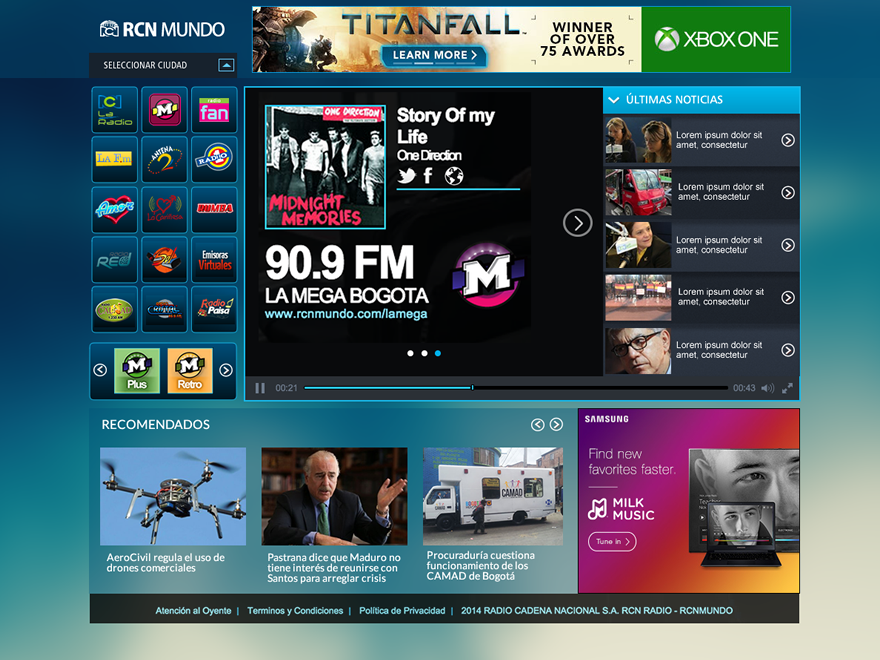 RCN MUNDO
SELECCIONAR CIUDAD
TITANFALL
LEARN MORE >
WINNER
OF OVER
75 AWARDS
XBOX ONE
La
Radio
radio
fan
LA F.m
ANTENA
2
RADIO
Amor
La Cariñosa
RUMBA
RED
Emisoras
Virtuales
Radio
Paisa
M
Plus
M
Retro
ONE DIRECTION
MIDNIGHT
MEMORIES
Story Of my
Life
One Direction
90.9 FM
LA MEGA BOGOTA
www.rcnmundo.com/lamega
M
00:21
00:43
ÚLTIMAS NOTICIAS
Lorem ipsum dolor sit
amet, consectetur
Lorem ipsum dolor sit
amet, consectetur
Lorem ipsum dolor sit
amet, consectetur
Lorem ipsum dolor sit
amet, consectetur
Lorem ipsum dolor sit
amet, consectetur
RECOMENDADOS
CAMAD
AeroCivil regula el uso de
drones comerciales
Pastrana dice que Maduro no
tiene interés de reunirse con
Santos para arreglar crisis
Procuraduría cuestiona
funcionamiento de los
CAMAD de Bogotá
SAMSUNG
Find new
favorites faster.
MILK
MUSIC
Tune in >
Atención al Oyente | Terminos y Condiciones | Política de Privacidad | 2014 RADIO CADENA NACIONAL S.A. RCN RADIO - RCNMUNDO